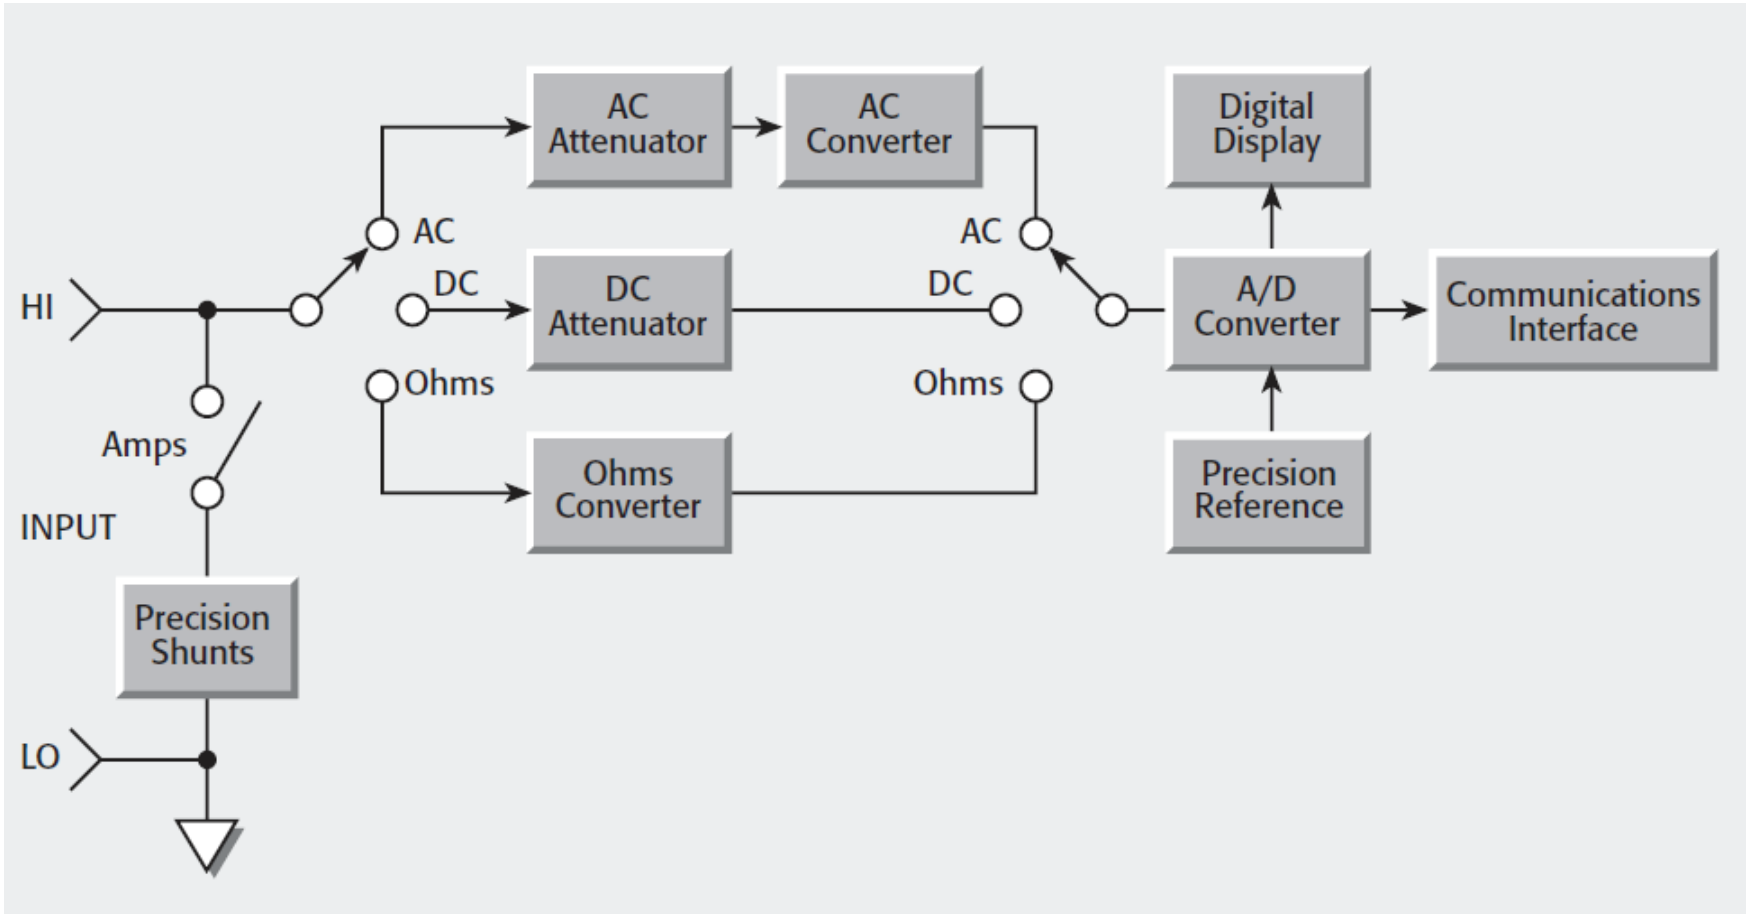 AC
Attenuator
AC
Converter
Digital
Display
AC
AC
HI
DC
DC
Attenuator
DC
A/D
Converter
Communications
Interface
Ohms
Ohms
Amps
Ohms
Converter
Precision
Reference
INPUT
Precision
Shunts
LO